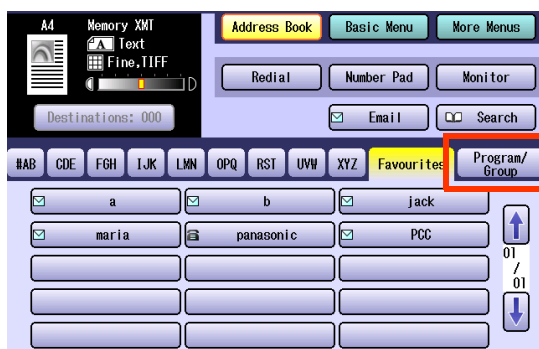 A4 Memory XMT
A Text
Fine,TIFF
D
Destinations: 000
Address Book Basic Menu More Menus
Redial Number Pad Monitor
Email Search
#AB CDE FGH IJK LMN OPQ RST UVW XYZ Favourites Program/
Group
a b jack
maria panasonic PCC
01
/
01